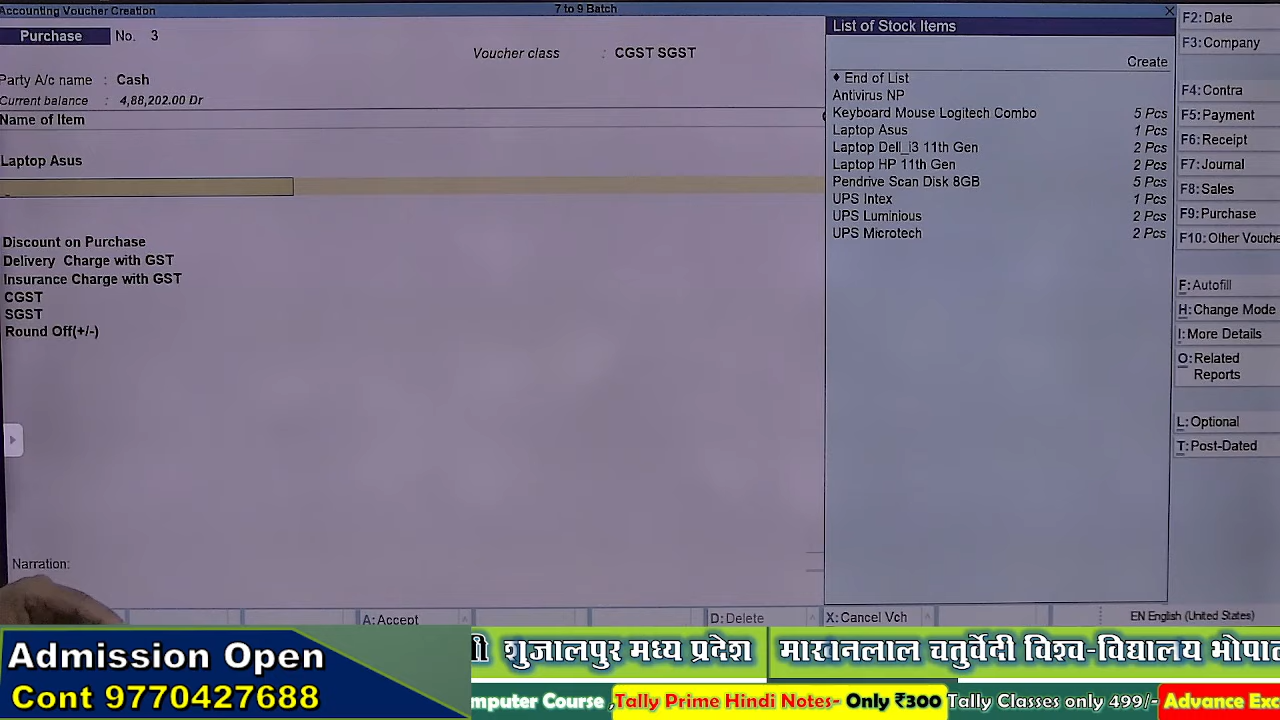 Accounting Voucher Creation
7 to 9 Batch
Purchase No. 3
Voucher class : CGST SGST
Party A/c name : Cash
Current balance : 4,88,202.00 Dr
Name of Item
Laptop Asus
Discount on Purchase
Delivery Charge with GST
Insurance Charge with GST
CGST
SGST
Round Off(+/-)
Narration:
List of Stock Items
Create
♦ End of List
Antivirus NP
Keyboard Mouse Logitech Combo 5 Pcs
Laptop Asus 1 Pcs
Laptop Dell_i3 11th Gen 2 Pcs
Laptop HP 11th Gen 2 Pcs
Pendrive Scan Disk 8GB 5 Pcs
UPS Intex 1 Pcs
UPS Luminious 2 Pcs
UPS Microtech 2 Pcs
F2: Date
F3: Company
F4: Contra
F5: Payment
F6: Receipt
F7: Journal
F8: Sales
F9: Purchase
F10: Other Vouche
F: Autofill
H: Change Mode
I: More Details
O: Related
Reports
L: Optional
T: Post-Dated
A: Accept
D: Delete
X: Cancel Vch
EN English (United States)
Admission Open
Cont 9770427688
शुजालपुर मध्य प्रदेश
माखनलाल चतुर्वेदी विश्व-विद्यालय भोपाल
mputer Course ,Tally Prime Hindi Notes- Only ₹300 Tally Classes only 499/- Advance Exc